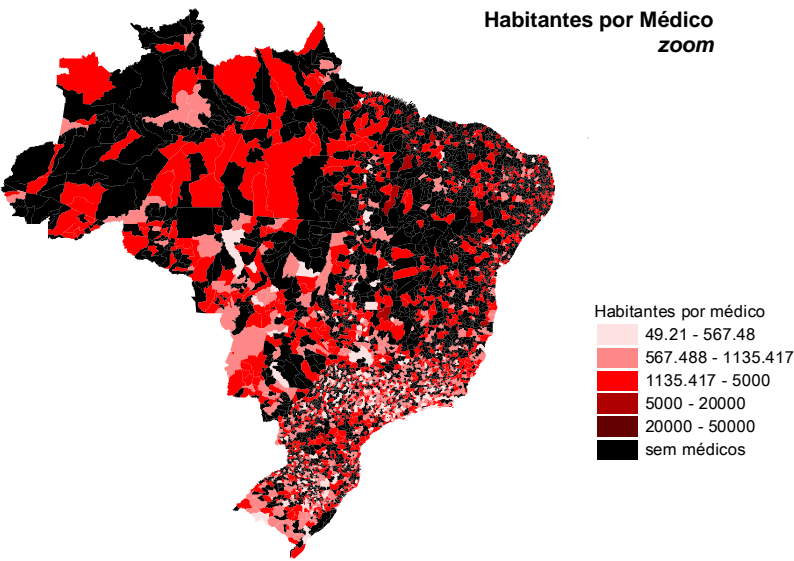 Habitantes por Médico
zoom
Habitantes por médico
49.21 - 567.48
567.488 - 1135.417
1135.417 - 5000
5000 - 20000
20000 - 50000
sem médicos